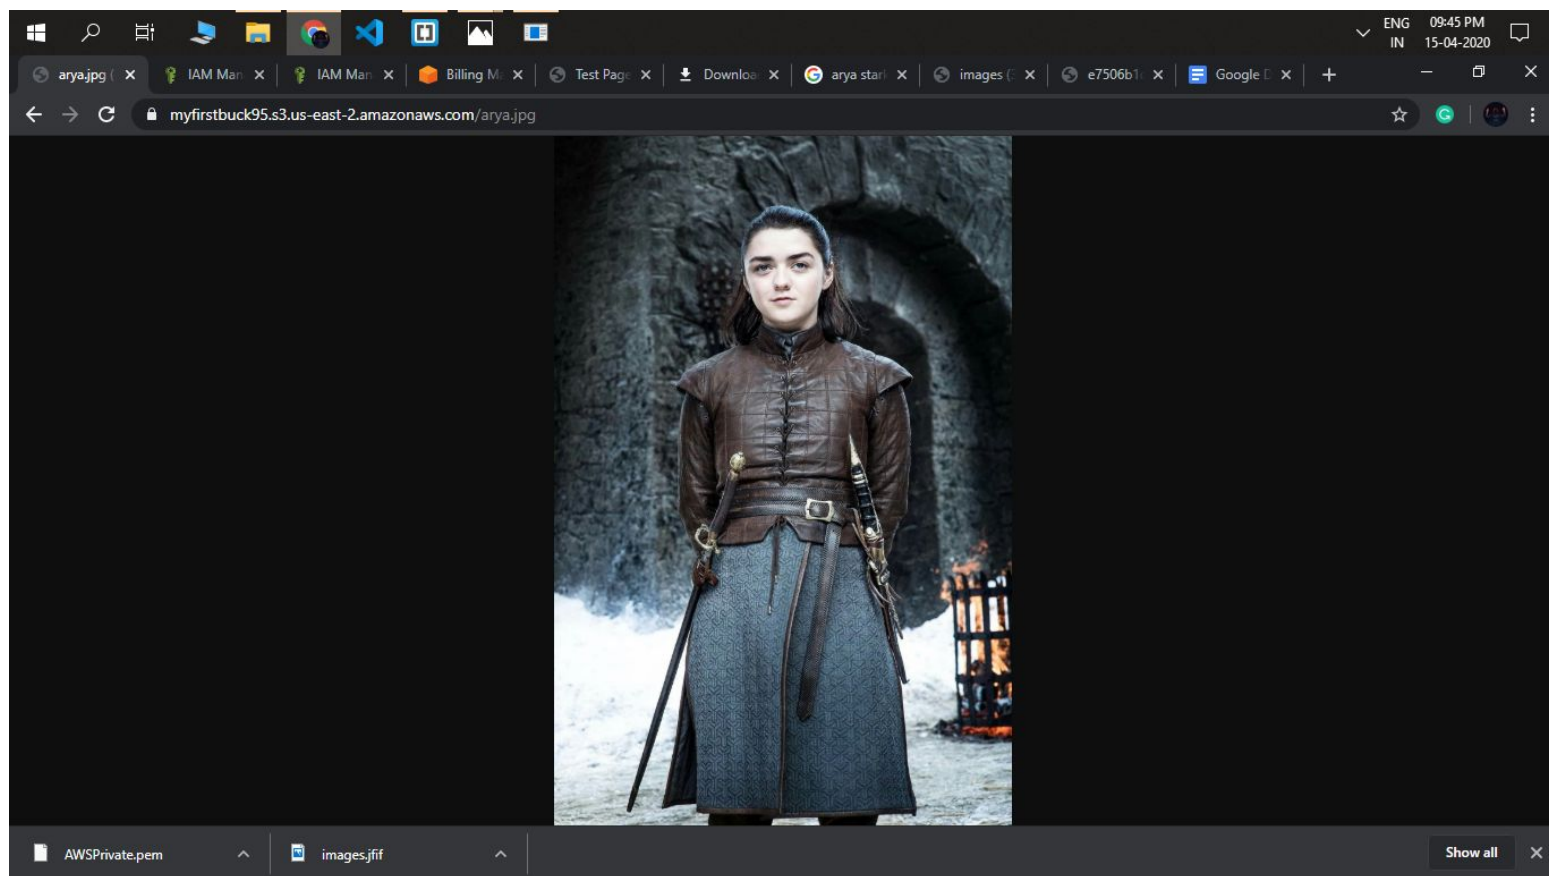 ENG
IN
09:45 PM
15-04-2020
arya.jpg (
IAM Man
IAM Man
Billing M
Test Page
Downloa
arya stark
images (
e7506b1
Google D
myfirstbuck95.s3.us-east-2.amazonaws.com/arya.jpg
AWSPrivate.pem
images.jfif
Show all